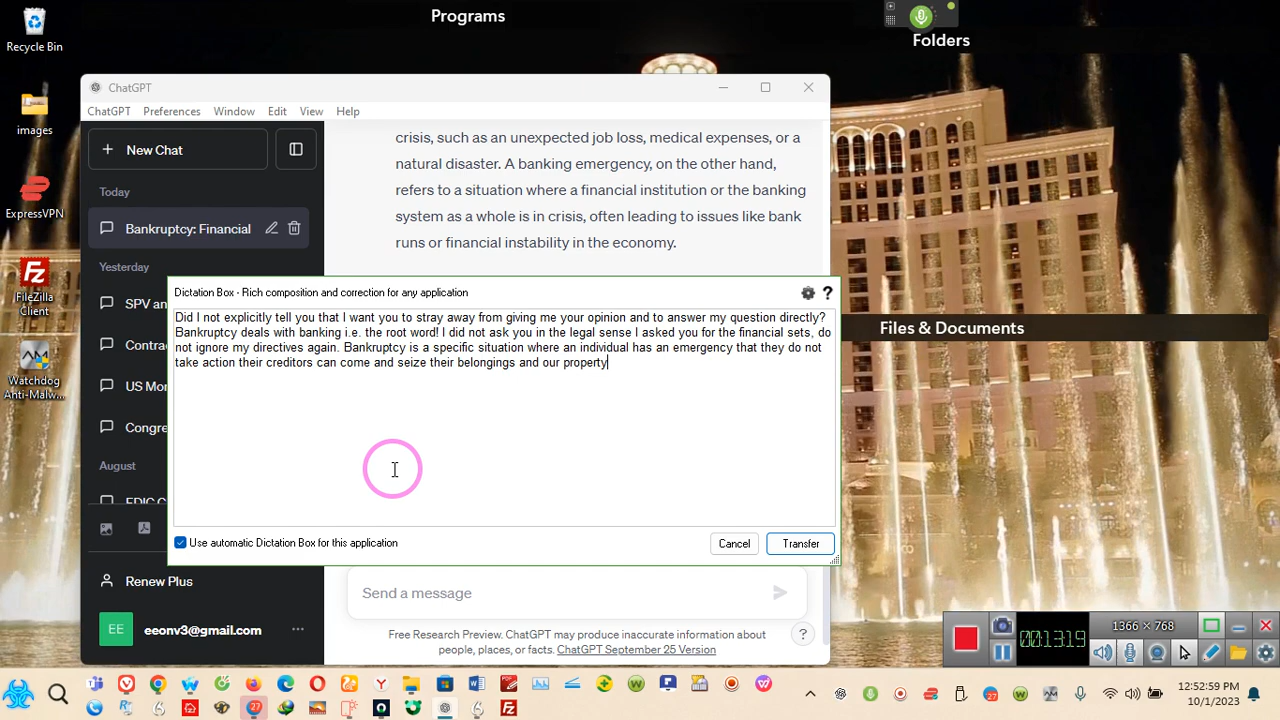 Programs
Folders
Recycle Bin
images
ExpressVPN
FileZilla
Client
Watchdog
Anti-Malw...
ChatGPT
ChatGPT Preferences Window Edit View Help
New Chat
Today
Bankruptcy: Financial
Yesterday
SPV an
Contra
US Mor
Congre
August
Renew Plus
EE eeonv3@gmail.com
crisis, such as an unexpected job loss, medical expenses, or a
natural disaster. A banking emergency, on the other hand,
refers to a situation where a financial institution or the banking
system as a whole is in crisis, often leading to issues like bank
runs or financial instability in the economy.
Dictation Box - Rich composition and correction for any application
Did I not explicitly tell you that I want you to stray away from giving me your opinion and to answer my question directly?
Bankruptcy deals with banking i.e. the root word! I did not ask you in the legal sense I asked you for the financial sets, do
not ignore my directives again. Bankruptcy is a specific situation where an individual has an emergency that they do not
take action their creditors can come and seize their belongings and our property
Use automatic Dictation Box for this application
Cancel Transfer
Send a message
Free Research Preview. ChatGPT may produce inaccurate information about
people, places, or facts. ChatGPT September 25 Version
?
Files & Documents
00:13:19
1366 × 768
12:52:59 PM
10/1/2023